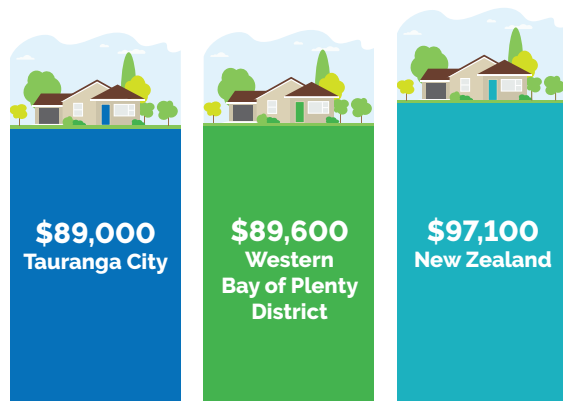 $89,000
Tauranga City
$89,600
Western
Bay of Plenty
District
$97,100
New Zealand